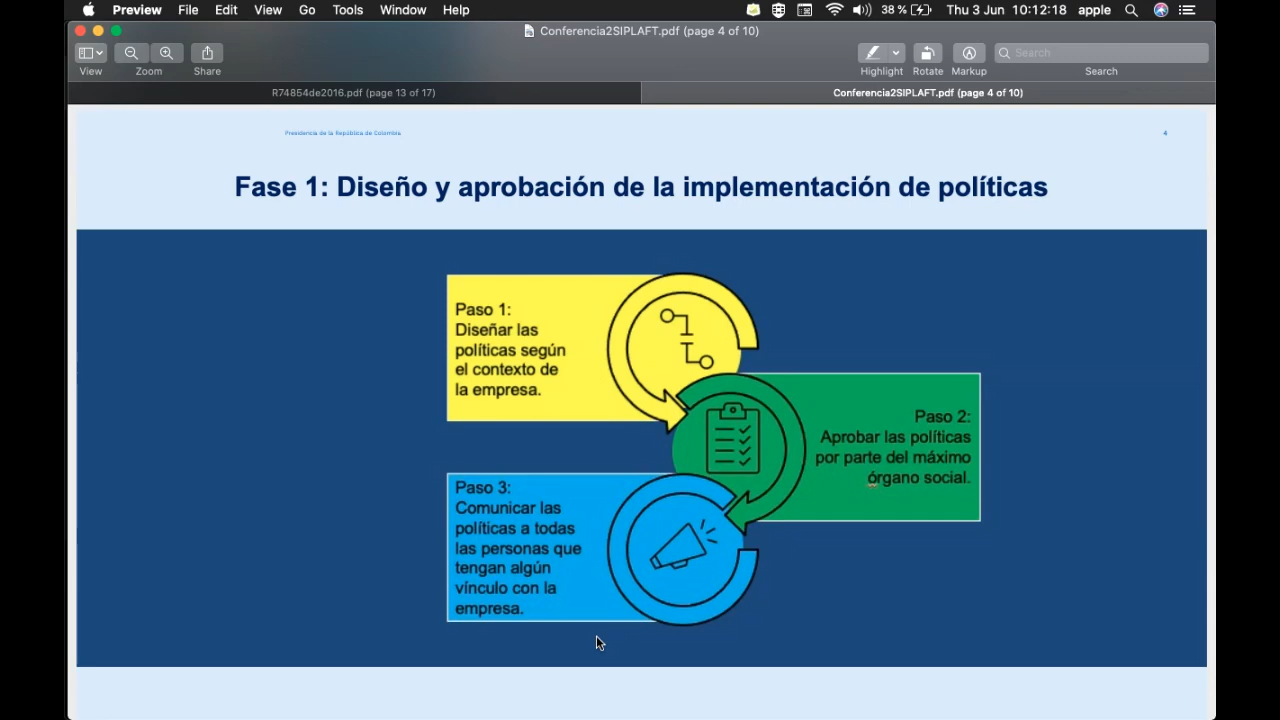 Preview File Edit View Go Tools Window Help 38 % Thu 3 Jun 10:12:18 apple
Conferencia2SIPLAFT.pdf (page 4 of 10)
Search
View Zoom Share Highlight Rotate Markup Search
R74854de2016.pdf (page 13 of 17) Conferencia2SIPLAFT.pdf (page 4 of 10)
Presidencia de la República de Colombia 4
Fase 1: Diseño y aprobación de la implementación de políticas
Paso 1:
Diseñar las
políticas según
el contexto de
la empresa.
Paso 2:
Aprobar las políticas
por parte del máximo
órgano social.
Paso 3:
Comunicar las
políticas a todas
las personas que
tengan algún
vínculo con la
empresa.